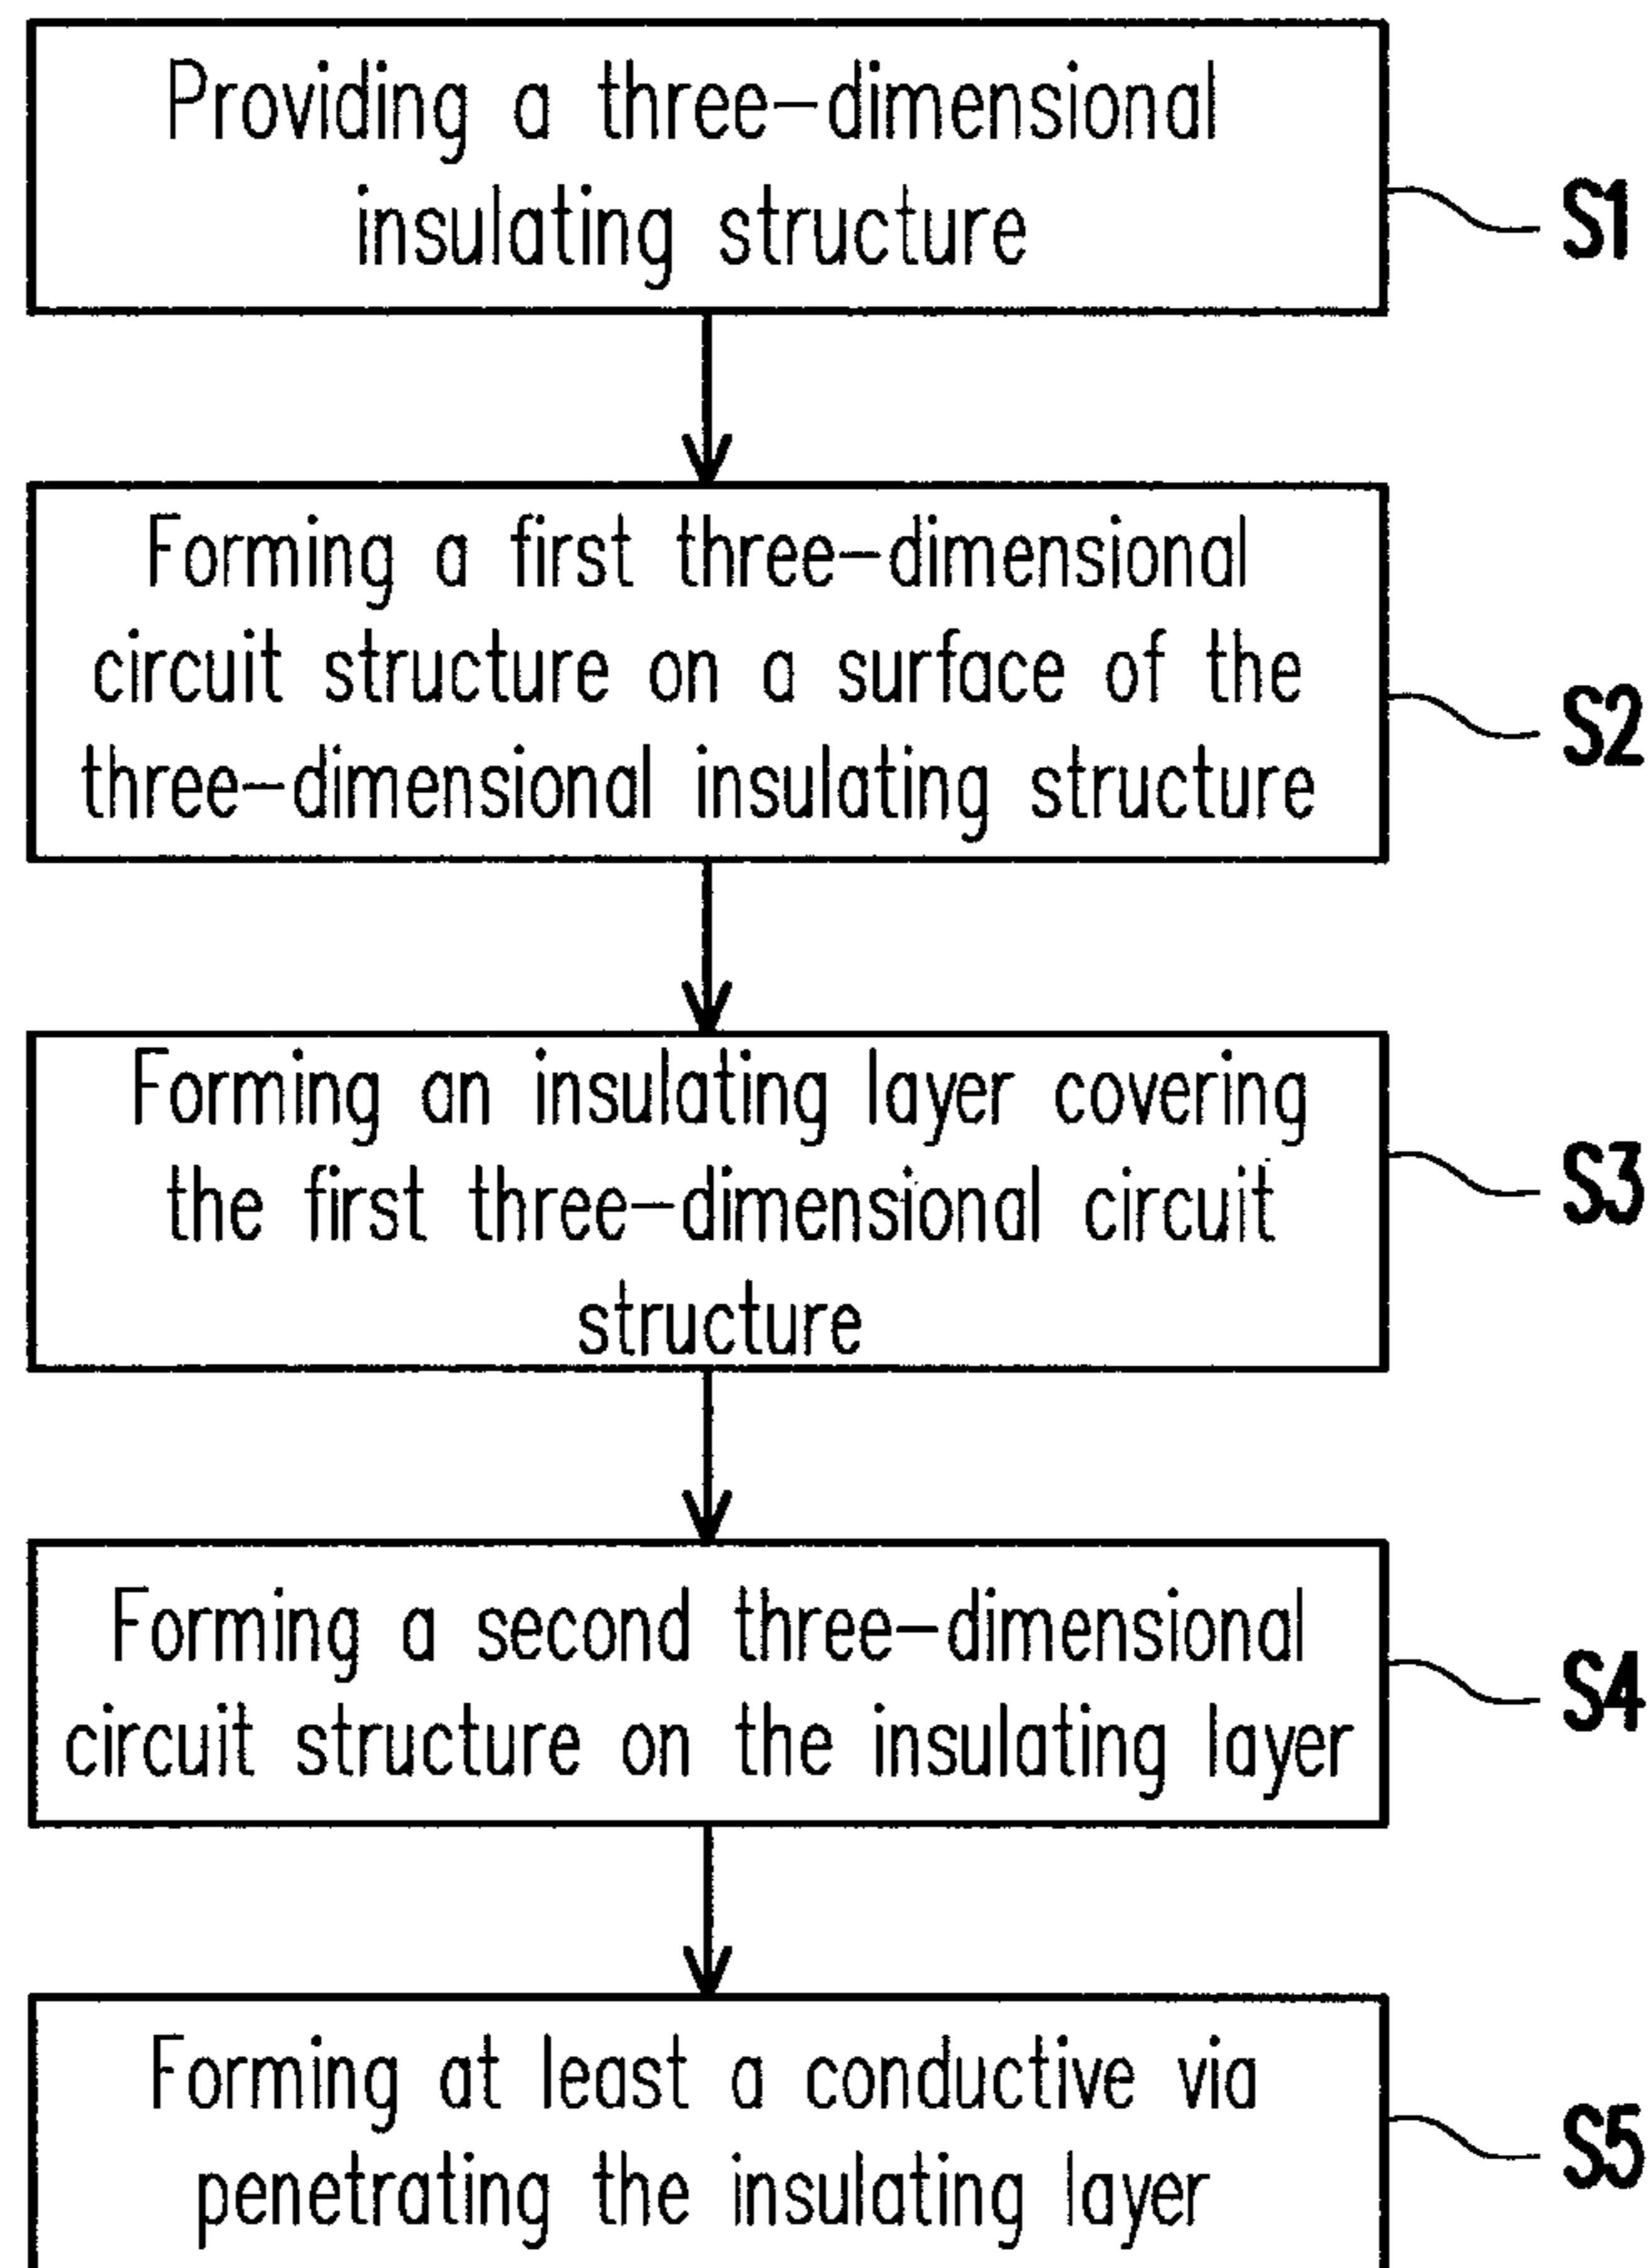 Providing a three-dimensional
insulating structure
S1
Forming a first three-dimensional
circuit structure on a surface of the
three-dimensional insulating structure
S2
Forming an insulating layer covering
the first three-dimensional circuit
structure
S3
Forming a second three-dimensional
circuit structure on the insulating layer
S4
Forming at least a conductive via
penetrating the insulating layer
S5